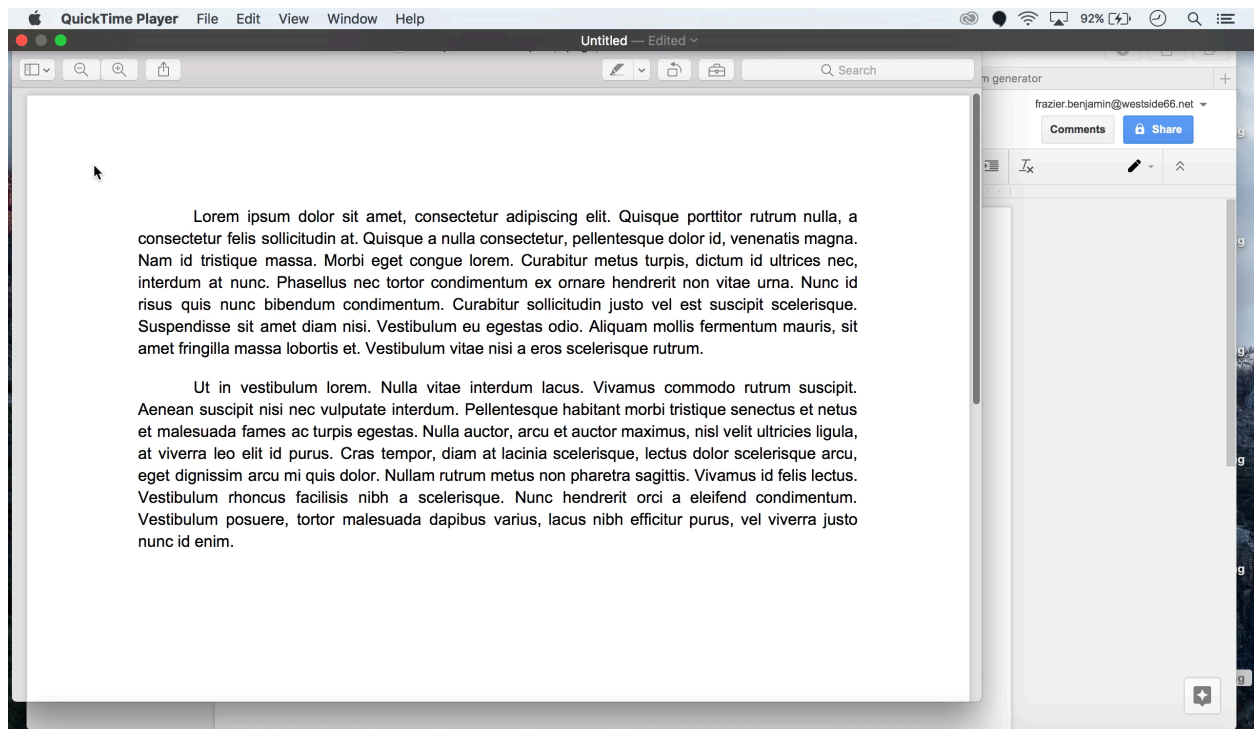 QuickTime Player File Edit View Window Help 92%
Untitled — Edited
Search
m generator
frazier.benjamin@westside66.net
Comments Share
Lorem ipsum dolor sit amet, consectetur adipiscing elit. Quisque porttitor rutrum nulla, a
consectetur felis sollicitudin at. Quisque a nulla consectetur, pellentesque dolor id, venenatis magna.
Nam id tristique massa. Morbi eget congue lorem. Curabitur metus turpis, dictum id ultrices nec,
interdum at nunc. Phasellus nec tortor condimentum ex ornare hendrerit non vitae urna. Nunc id
risus quis nunc bibendum condimentum. Curabitur sollicitudin justo vel est suscipit scelerisque.
Suspendisse sit amet diam nisi. Vestibulum eu egestas odio. Aliquam mollis fermentum mauris, sit
amet fringilla massa lobortis et. Vestibulum vitae nisi a eros scelerisque rutrum.
Ut in vestibulum lorem. Nulla vitae interdum lacus. Vivamus commodo rutrum suscipit.
Aenean suscipit nisi nec vulputate interdum. Pellentesque habitant morbi tristique senectus et netus
et malesuada fames ac turpis egestas. Nulla auctor, arcu et auctor maximus, nisl velit ultricies ligula,
at viverra leo elit id purus. Cras tempor, diam at lacinia scelerisque, lectus dolor scelerisque arcu,
eget dignissim arcu mi quis dolor. Nullam rutrum metus non pharetra sagittis. Vivamus id felis lectus.
Vestibulum rhoncus facilisis nibh a scelerisque. Nunc hendrerit orci a eleifend condimentum.
Vestibulum posuere, tortor malesuada dapibus varius, lacus nibh efficitur purus, vel viverra justo
nunc id enim.